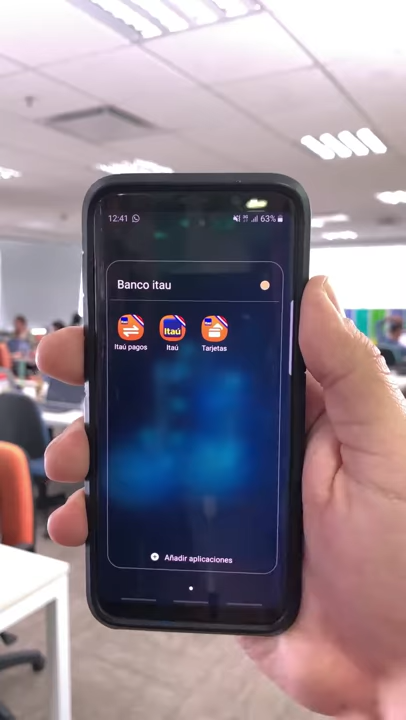 12:41 63%
Banco itau
Itaú pagos Itaú Tarjetas
Itaú
Añadir aplicaciones